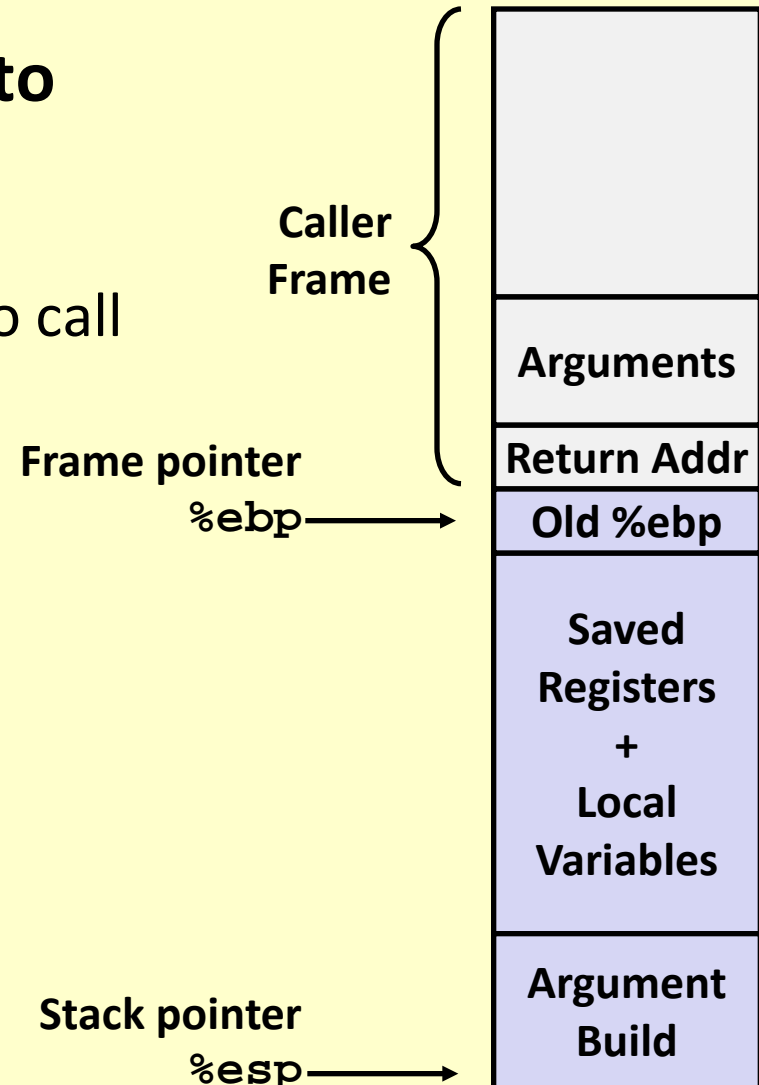 to
Caller
Frame
o call
Arguments
Frame pointer
Return Addr
%ebp
Old %ebp
Saved
Registers
+
Local
Variables
Argument
Build
Stack pointer
%esp